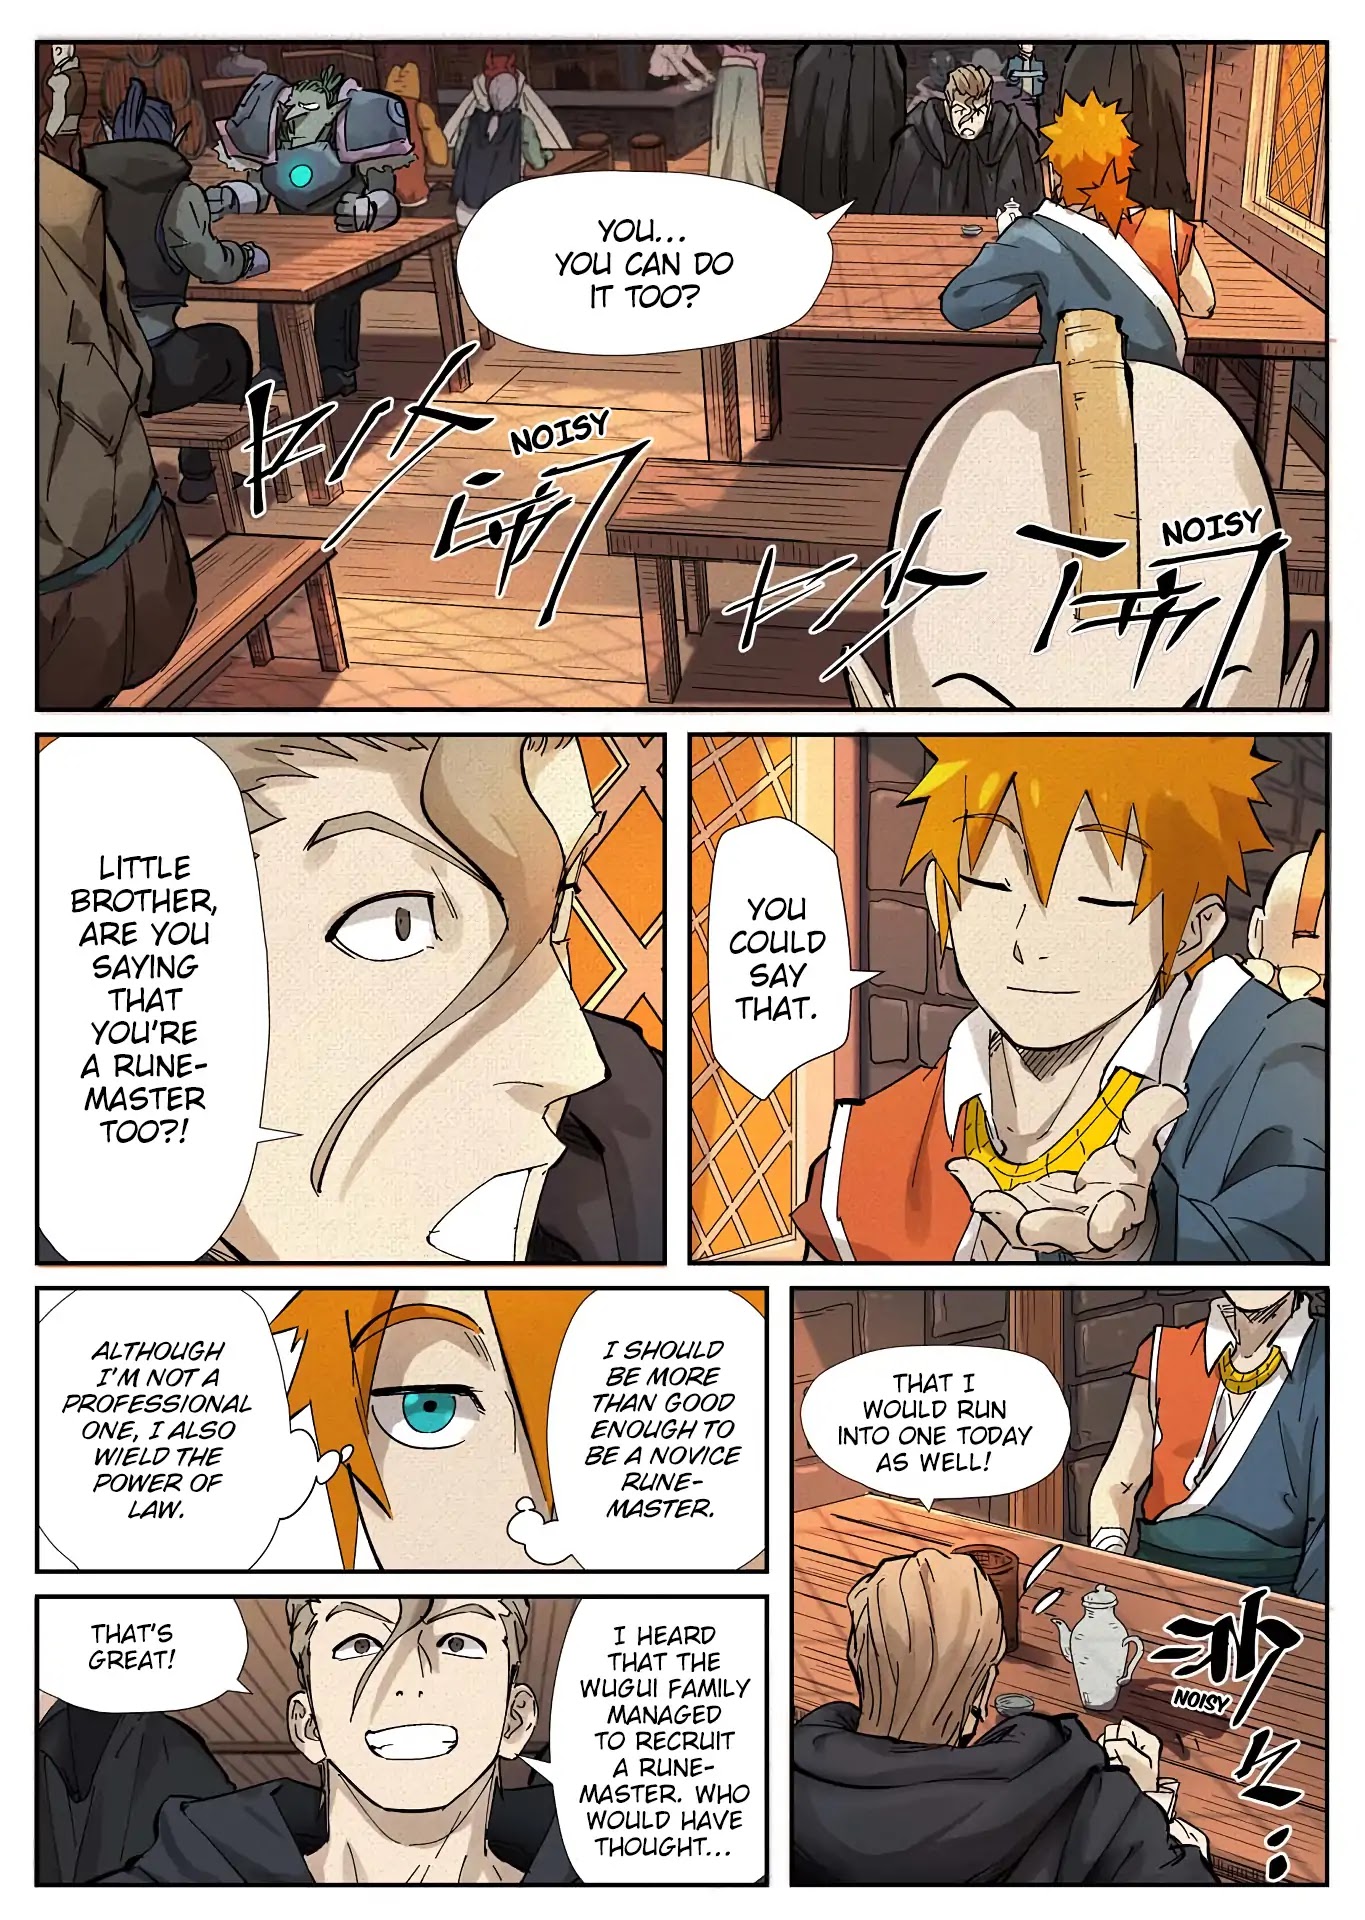 YOU...
YOU CAN DO
IT TOO?
NOISY
NOISY
LITTLE
BROTHER,
ARE YOU
SAYING
THAT
YOU'RE
A RUNE-
MASTER
TOO?!
YOU
COULD
SAY
THAT.
ALTHOUGH
I'M NOT A
PROFESSIONAL
ONE, I ALSO
WIELD THE
POWER OF
LAW.
I SHOULD
BE MORE
THAN GOOD
ENOUGH TO
BE A NOVICE
RUNE-
MASTER.
THAT'S
GREAT!
I HEARD
THAT THE
WUGUI FAMILY
MANAGED
TO RECRUIT
A RUNE-
MASTER. WHO
WOULD HAVE
THOUGHT...
THAT I
WOULD RUN
INTO ONE TODAY
AS WELL!
NOISY